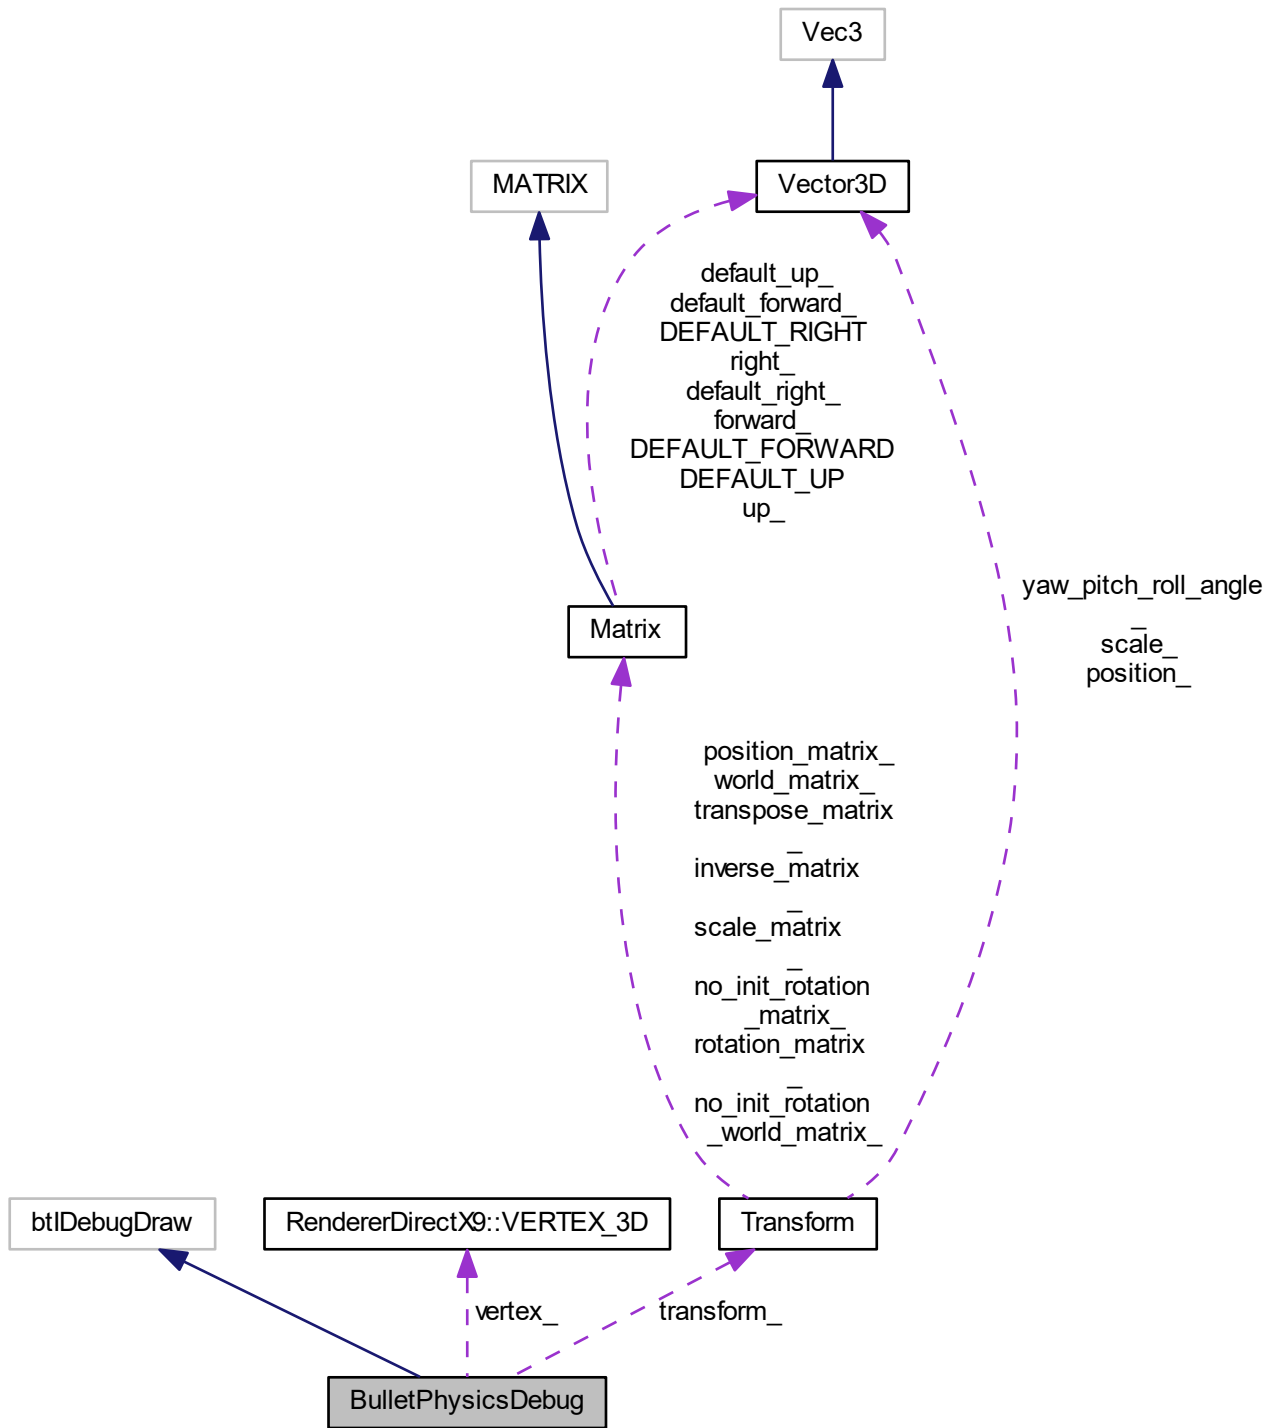 Vec3
MATRIX
Vector3D
default_up_
default_forward_
DEFAULT_RIGHT
right_
default_right_
forward_
DEFAULT_FORWARD
DEFAULT_UP
up_
yaw_pitch_roll_angle
_
scale_
position_
Matrix
position_matrix_
world_matrix_
transpose_matrix
_
inverse_matrix
_
scale_matrix
_
no_init_rotation
_matrix_
rotation_matrix
_
no_init_rotation
_world_matrix_
btIDebugDraw
RendererDirectX9::VERTEX_3D
Transform
vertex_
transform_
BulletPhysicsDebug